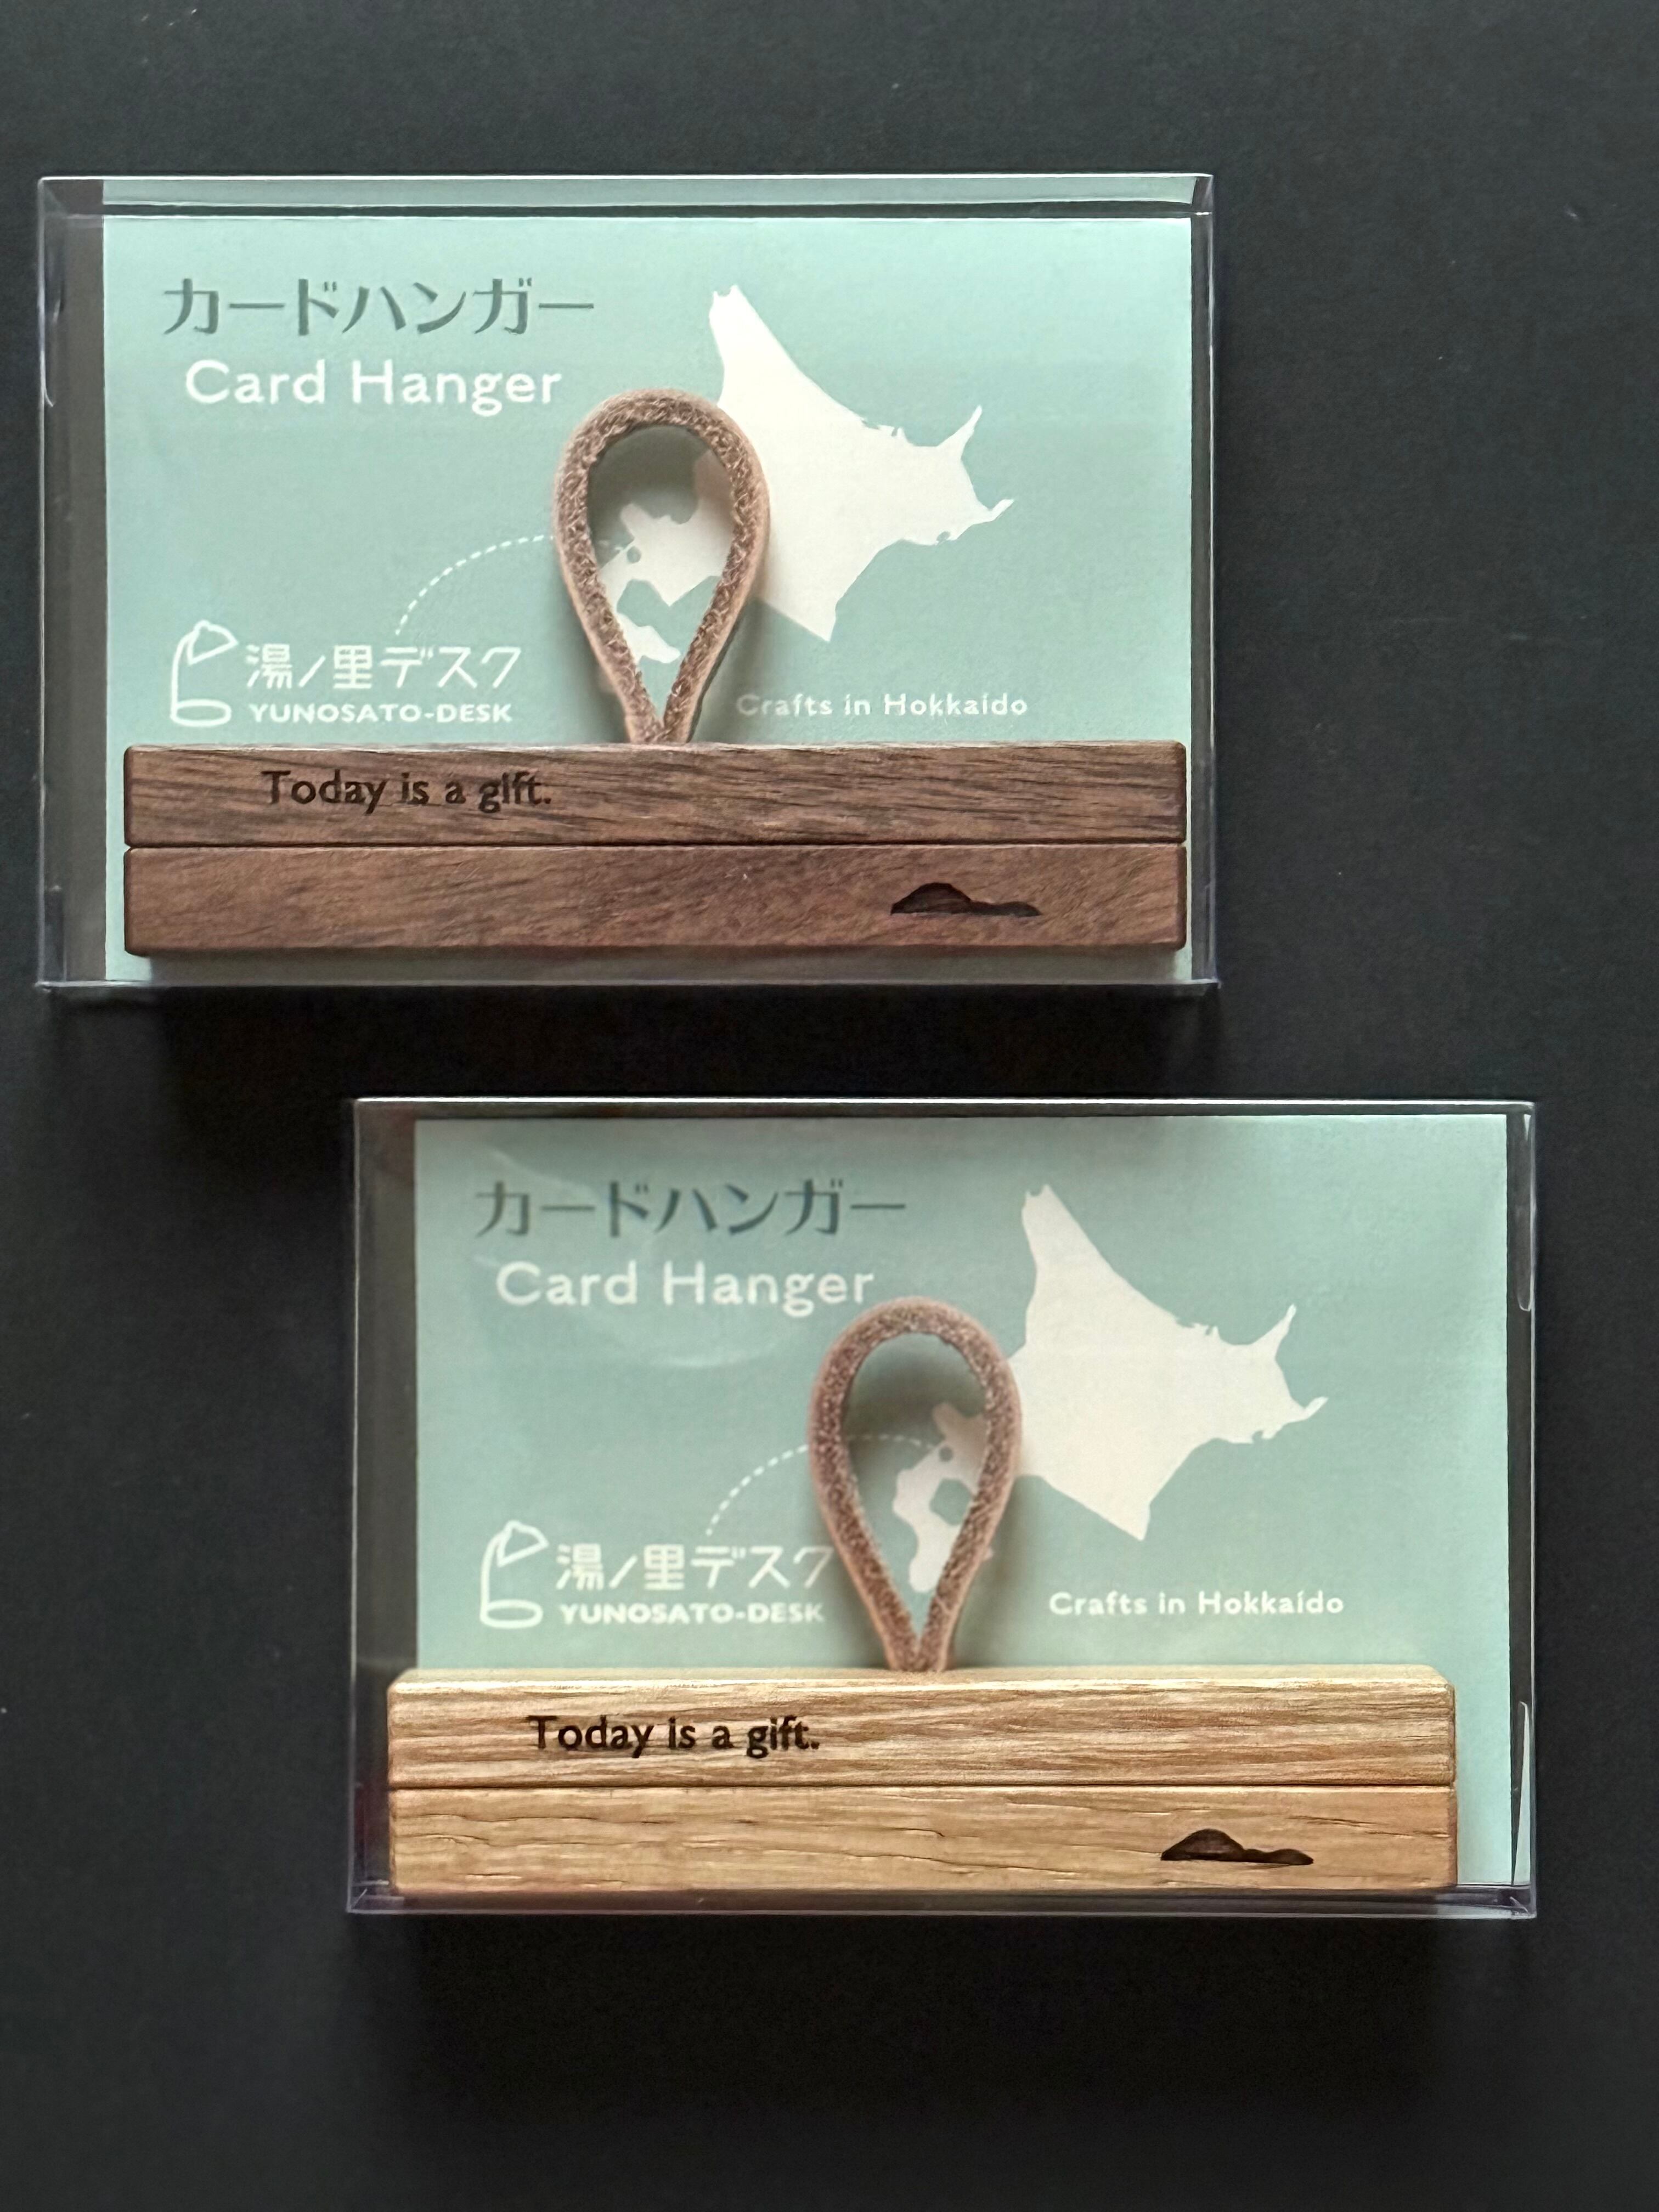 カードハンガー
Card Hanger
湯ノ里デスク
YUNOSATO-DESK
Crafts in Hokkaido
Today is a gift.
カードハンガー
Card Hanger
湯ノ里デスク
YUNOSATO-DESK
Crafts in Hokkaido
Today is a gift.